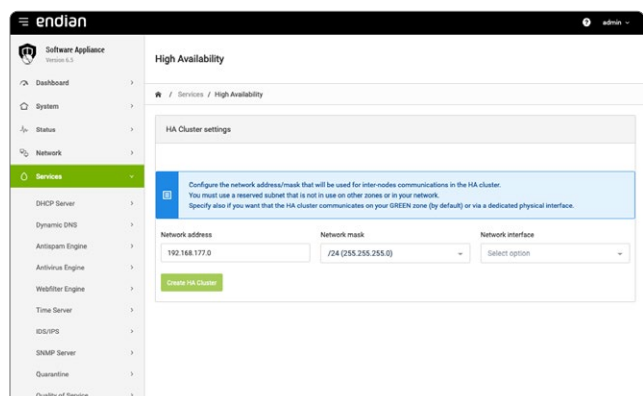 endian
admin
Software Appliance
Version 6.5
Dashboard
System
Status
Network
Services
DHCP Server
Dynamic DNS
Antispam Engine
Antivirus Engine
Webfilter Engine
Time Server
IDS/IPS
SNMP Server
Quarantine
Quality of Service
High Availability
/ Services / High Availability
HA Cluster settings
Configure the network address/mask that will be used for inter-nodes communications in the HA cluster.
You must use a reserved subnet that is not in use on other zones or in your network.
Specify also if you want that the HA cluster communicates on your GREEN zone (by default) or via a dedicated physical interface.
Network address
Network mask
Network interface
192.168.177.0
/24 (255.255.255.0)
Select option
Create HA Cluster